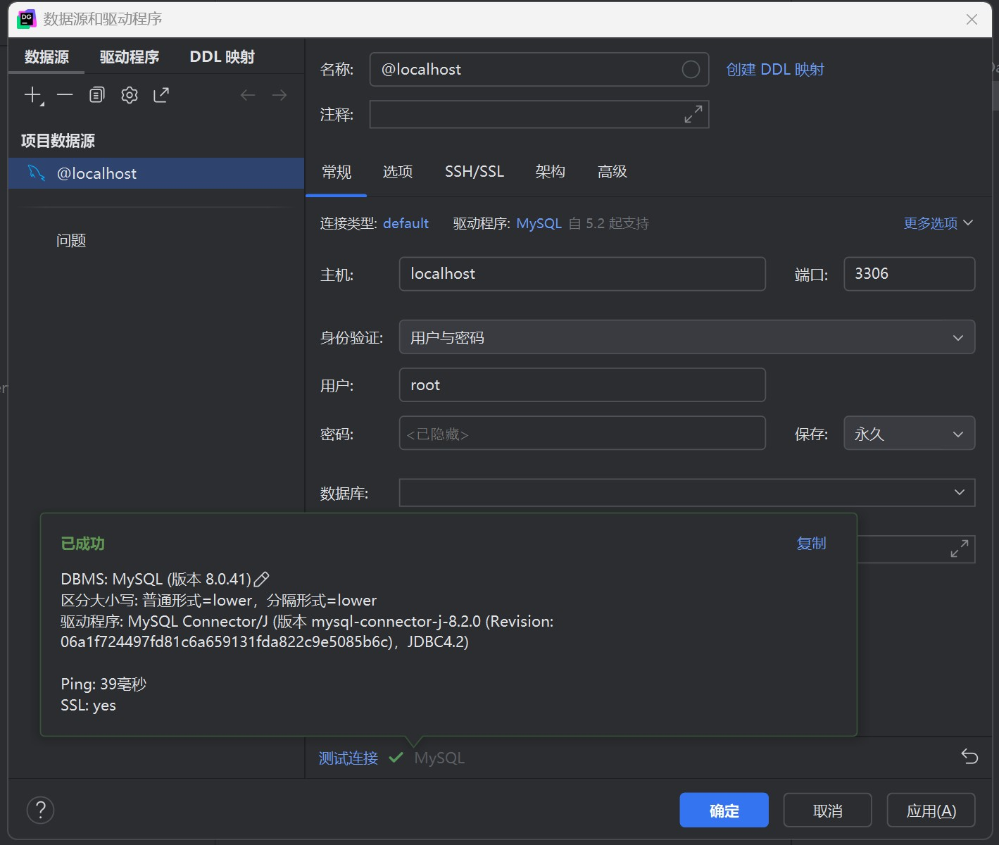 数据源和驱动程序
数据源 驱动程序 DDL 映射
项目数据源
@localhost
问题
名称: @localhost 创建 DDL 映射
注释:
常规 选项 SSH/SSL 架构 高级
连接类型: default 驱动程序: MySQL 自 5.2 起支持 更多选项
主机: localhost 端口: 3306
身份验证: 用户与密码
用户: root
密码: <已隐藏> 保存: 永久
数据库:
已成功 复制
DBMS: MySQL (版本 8.0.41)
区分大小写: 普通形式=lower，分隔形式=lower
驱动程序: MySQL Connector/J (版本 mysql-connector-j-8.2.0 (Revision:
06a1f724497fd81c6a659131fda822c9e5085b6c)，JDBC4.2)
Ping: 39毫秒
SSL: yes
测试连接 MySQL
? 确定 取消 应用(A)